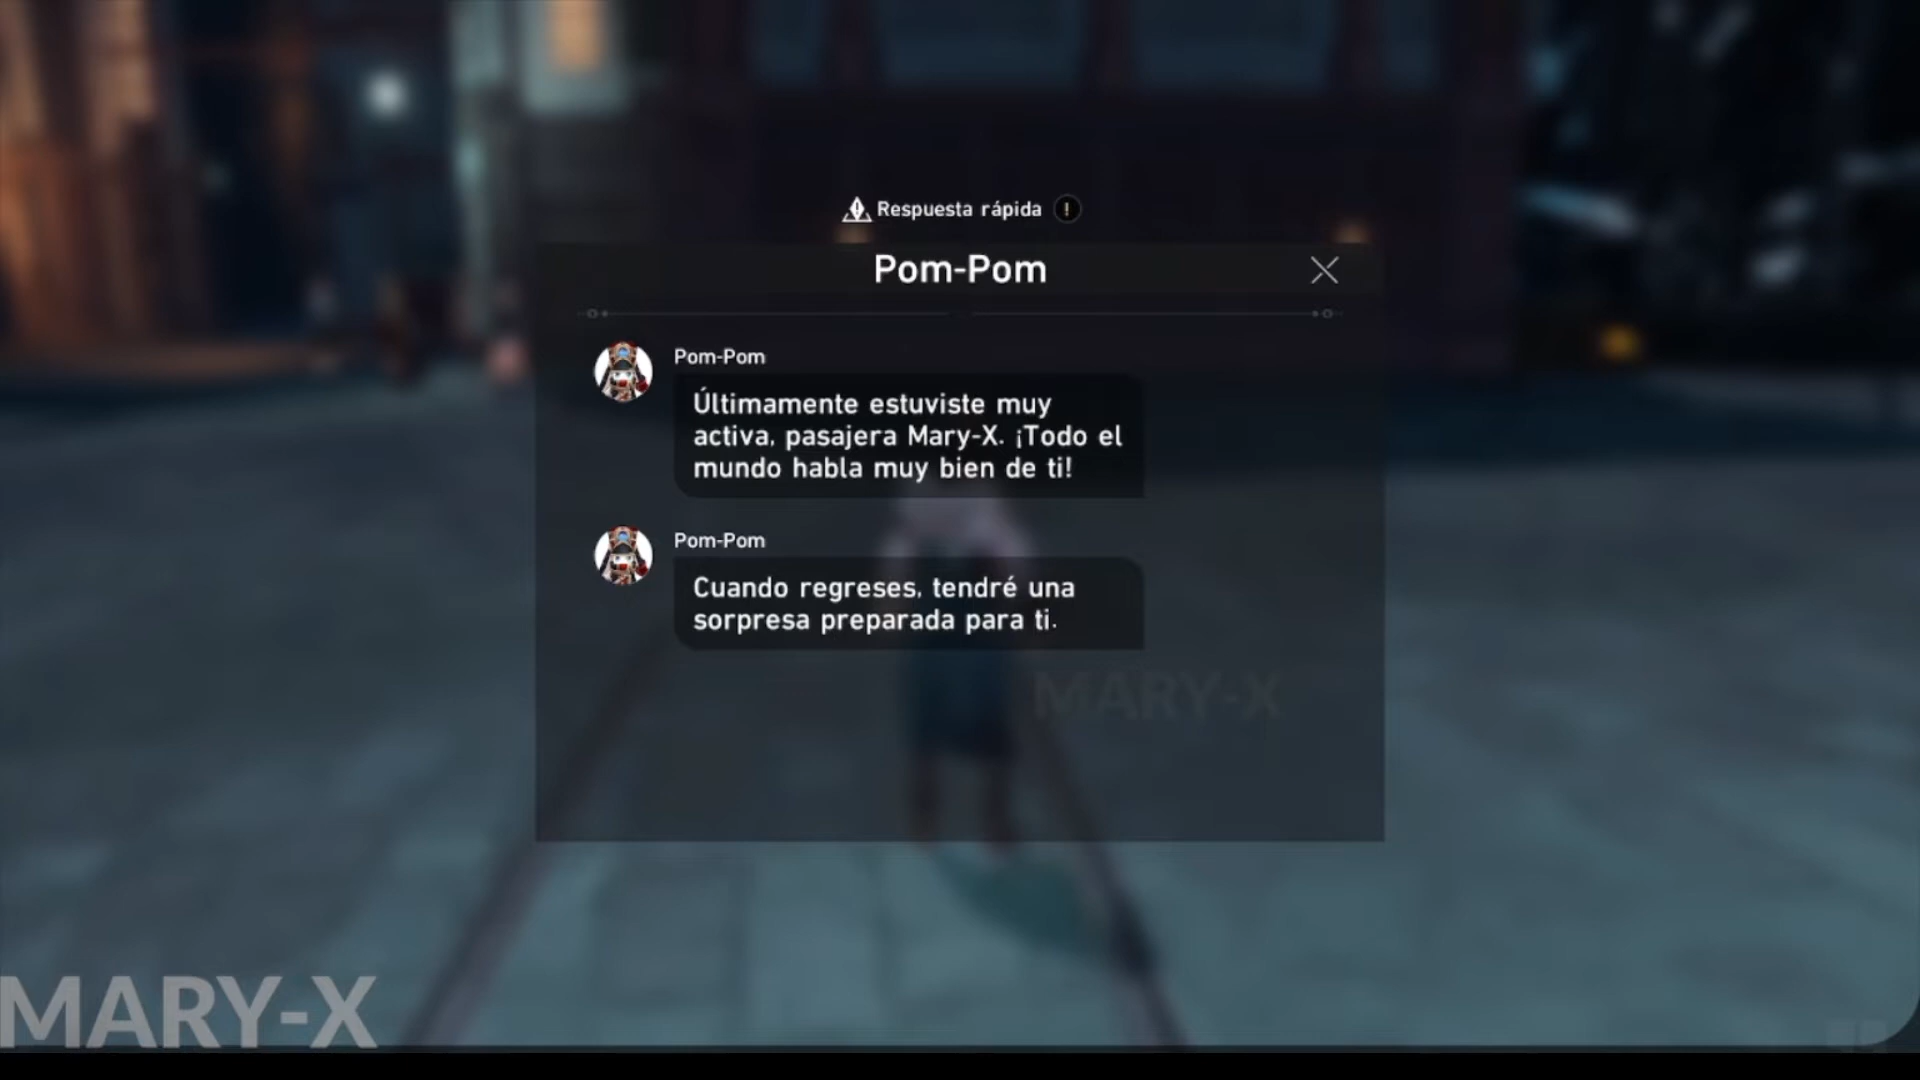 Respuesta rápida
Pom-Pom
Pom-Pom
Últimamente estuviste muy
activa, pasajera Mary-X. ¡Todo el
mundo habla muy bien de ti!
Pom-Pom
Cuando regreses, tendré una
sorpresa preparada para ti.
MARY-X
MARY-X